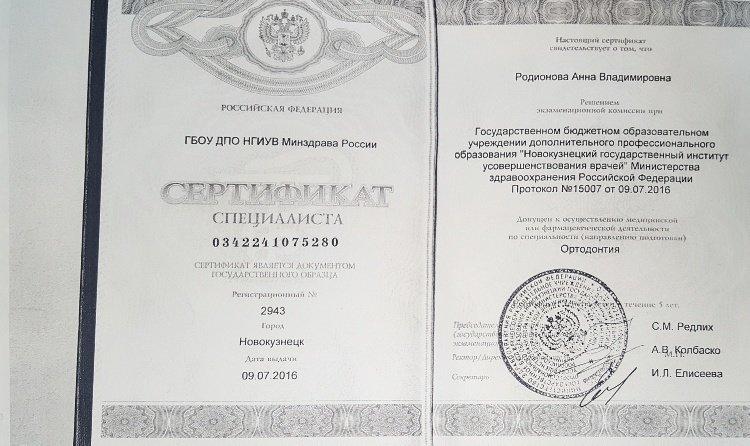 РОССИЙСКАЯ ФЕДЕРАЦИЯ
ГБОУ ДПО НГИУВ Минздрава России
СЕРТИФИКАТ
СПЕЦИАЛИСТА
0342241075280
СЕРТИФИКАТ ЯВЛЯЕТСЯ ДОКУМЕНТОМ
ГОСУДАРСТВЕННОГО ОБРАЗЦА
Регистрационный №
2943
Город
Новокузнецк
Дата выдачи
09.07.2016
Настоящий сертификат
свидетельствует о том, что
Родионова Анна Владимировна
Решением
экзаменационной комиссии при
Государственном бюджетном образовательном
учреждении дополнительного профессионального
образования "Новокузнецкий государственный институт
усовершенствования врачей" Министерства
здравоохранения Российской Федерации
Протокол №15007 от 09.07.2016
Допущен к осуществлению медицинской
или фармацевтической деятельности
по специальности (направлению подготовки)
Ортодонтия
течение 5 лет.
С.М. Редлих
А.В. Колбаско
М.П.
Секретарь
И.Л. Елисеева